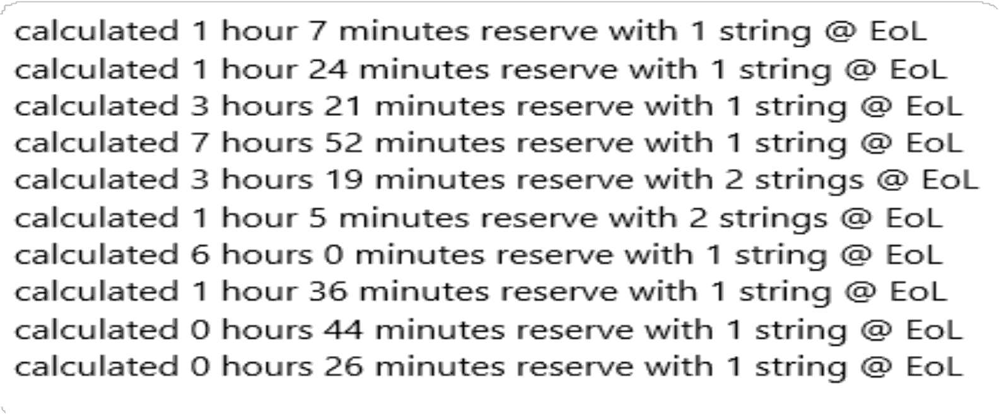 calculated 1 hour 7 minutes reserve with 1 string @ EoL
calculated 1 hour 24 minutes reserve with 1 string @ EoL
calculated 3 hours 21 minutes reserve with 1 string @ EoL
calculated 7 hours 52 minutes reserve with 1 string @ EoL
calculated 3 hours 19 minutes reserve with 2 strings @ EoL
calculated 1 hour 5 minutes reserve with 2 strings @ EoL
calculated 6 hours 0 minutes reserve with 1 string @ EoL
calculated 1 hour 36 minutes reserve with 1 string @ EoL
calculated 0 hours 44 minutes reserve with 1 string @ EoL
calculated 0 hours 26 minutes reserve with 1 string @ EoL